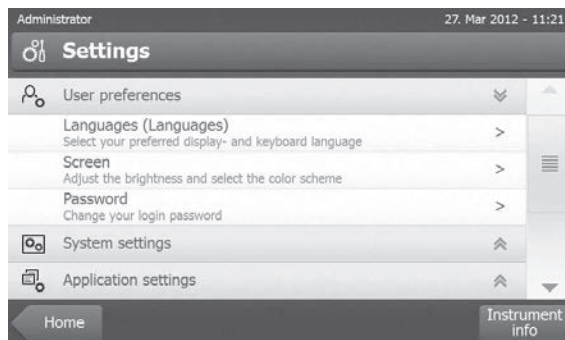 Administrator
27. Mar 2012 - 11:21
Settings
User preferences
Languages (Languages)
Select your preferred display- and keyboard language
Screen
Adjust the brightness and select the color scheme
Password
Change your login password
System settings
Application settings
Home
Instrument
info